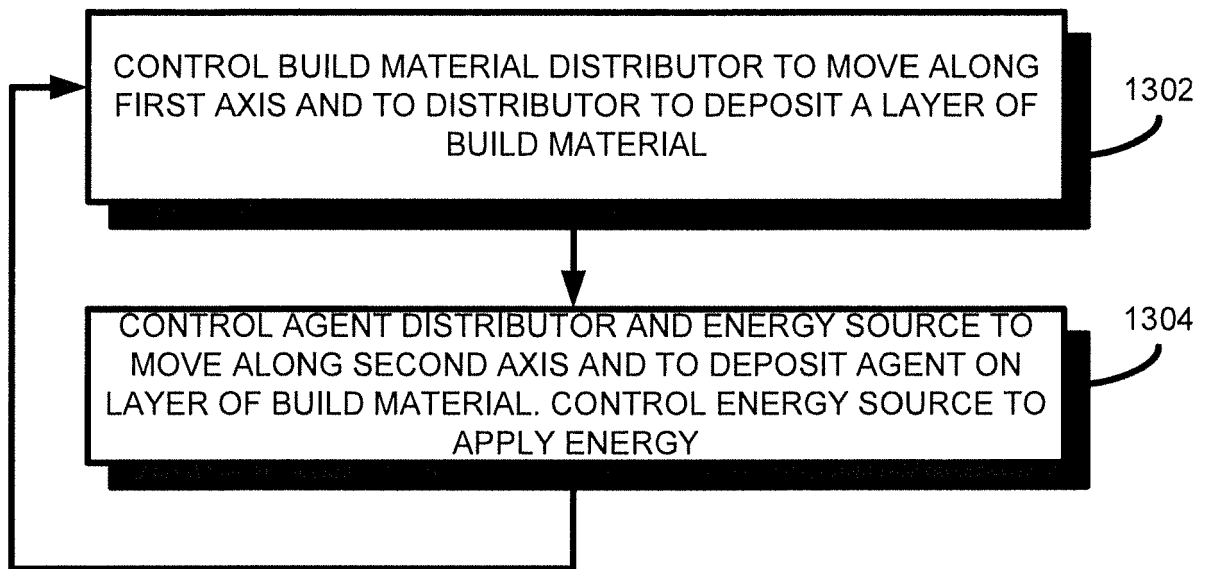 CONTROL BUILD MATERIAL DISTRIBUTOR TO MOVE ALONG
FIRST AXIS AND TO DISTRIBUTOR TO DEPOSIT A LAYER OF
BUILD MATERIAL
1302
CONTROL AGENT DISTRIBUTOR AND ENERGY SOURCE TO
MOVE ALONG SECOND AXIS AND TO DEPOSIT AGENT ON
LAYER OF BUILD MATERIAL. CONTROL ENERGY SOURCE TO
APPLY ENERGY
1304